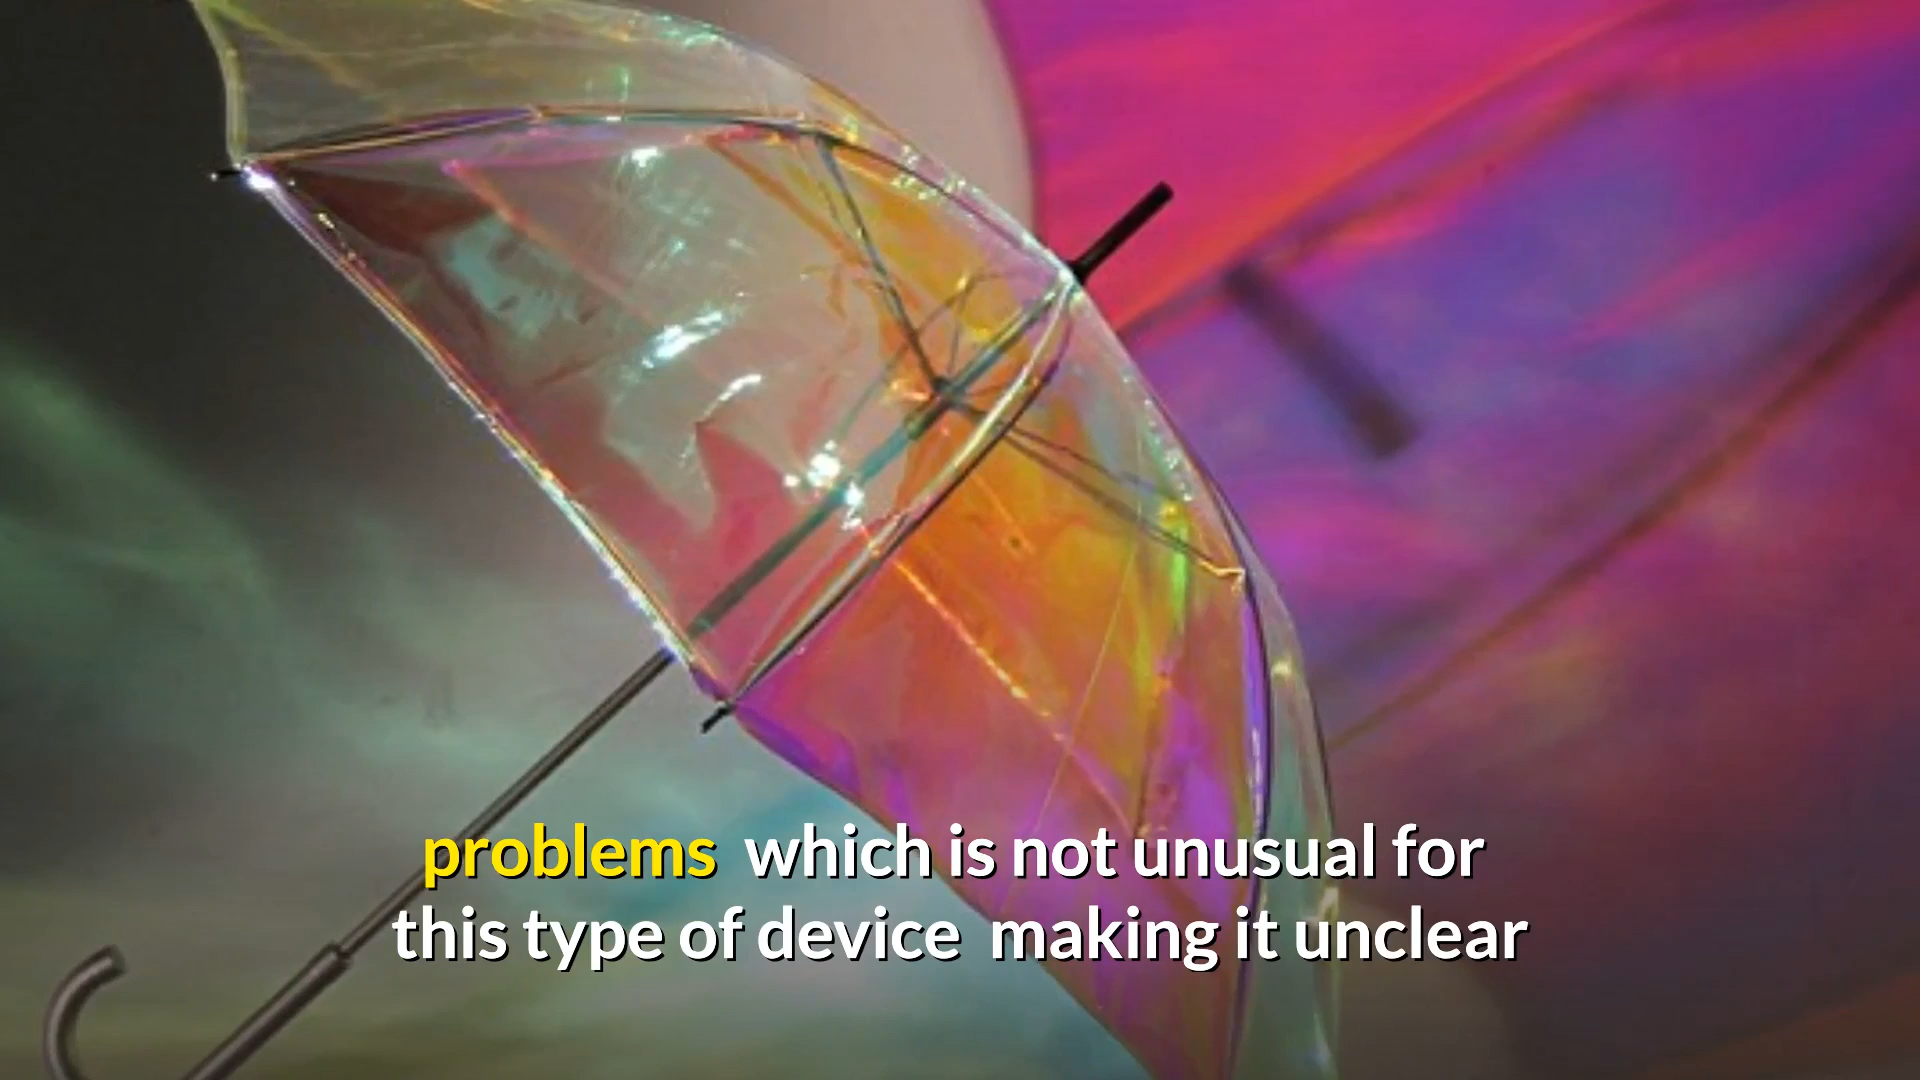 problems which is not unusual for
this type of device making it unclear